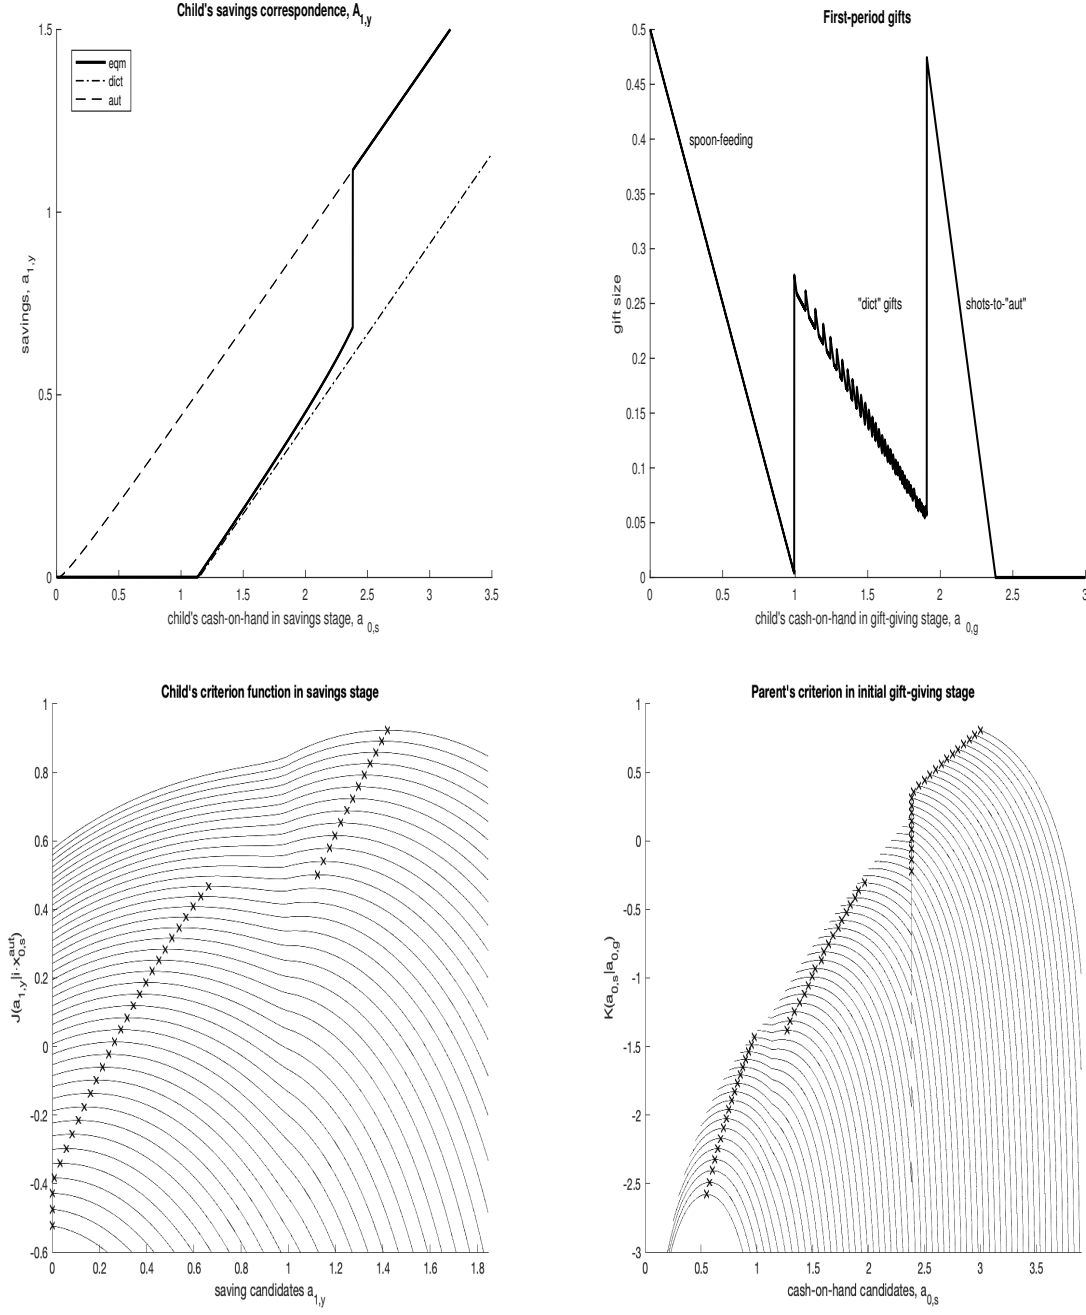 Child's savings correspondence, A1,y
1.5
1
0.5
0
savings, a1,y
eqm
dict
aut
0 0.5 1 1.5 2 2.5 3 3.5
child's cash-on-hand in savings stage, a 0,s
First-period gifts
0.5
0.45
0.4
0.35
0.3
0.25
0.2
0.15
0.1
0.05
0
gift size
spoon-feeding
"dict" gifts
shots-to-"aut"
0 1 1.5 2 2.5 3
child's cash-on-hand in gift-giving stage, a 0,g
Child's criterion function in savings stage
1
0.8
0.6
0.4
0.2
0
-0.2
-0.4
-0.6
J(a1,y|i·x0,s^aut)
0 0.2 0.4 0.6 0.8 1 1.2 1.4 1.6 1.8
saving candidates a1,y
Parent's criterion in initial gift-giving stage
1
0.5
0
-0.5
-1
-1.5
-2
-2.5
-3
K(a0,s|a0,g)
0 0.5 1 1.5 2 2.5 3 3.5
cash-on-hand candidates, a0,s